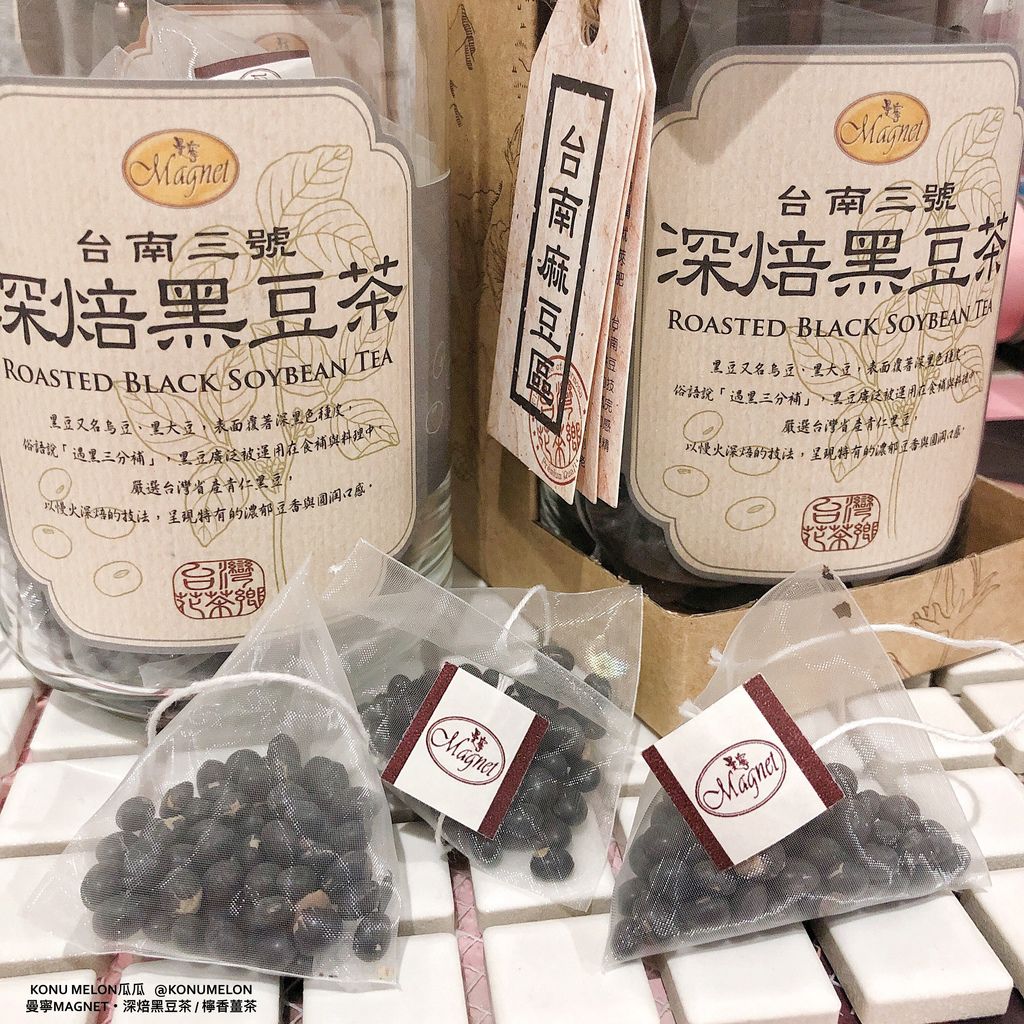 曼寧
Magnet
台南三號
深焙黑豆茶
ROASTED BLACK SOYBEAN TEA
黑豆又名烏豆、黑大豆，表面覆著深黑色種皮，
俗語說「過黑三分補」，黑豆廣泛被運用在食補與料理中。
嚴選台灣省產青仁黑豆，
以慢火深焙的技法，呈現特有的濃郁豆香與圓潤口感。
台灣
花茶鄉
台南麻豆區
曼寧
Magnet
台南三號
深焙黑豆茶
ROASTED BLACK SOYBEAN TEA
黑豆又名烏豆、黑大豆，表面覆著深黑色種皮，
俗語說「過黑三分補」，黑豆廣泛被運用在食補與料理中。
嚴選台灣省產青仁黑豆，
以慢火深焙的技法，呈現特有的濃郁豆香與圓潤口感。
台灣
花茶鄉
曼寧
Magnet
曼寧
Magnet
KONU MELON瓜瓜 @KONUMELON
曼寧MAGNET・深焙黑豆茶 / 檸香薑茶